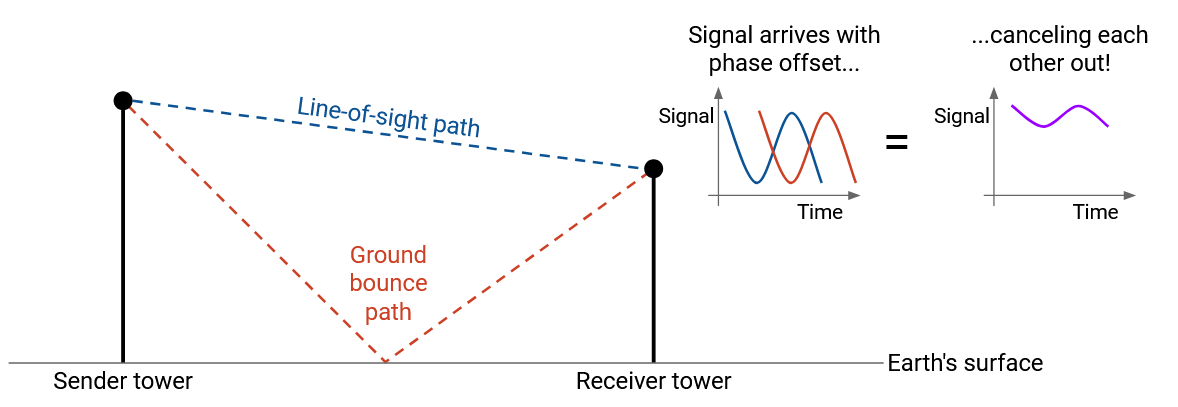 Signal arrives with
phase offset...
...canceling each
other out!
Line-of-sight path
Signal
=
Signal
Time
Time
Ground
bounce
path
Earth's surface
Sender tower
Receiver tower